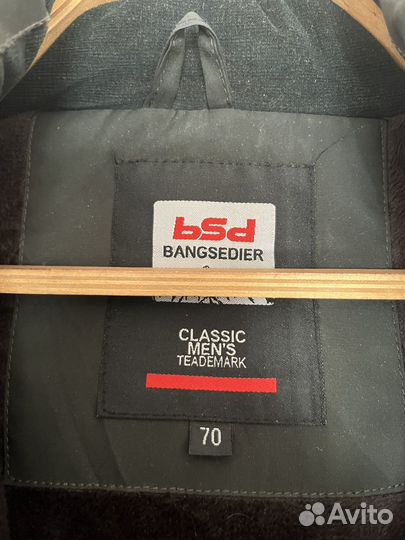 bSd
BANGSEDIER
CLASSIC
MEN'S
TEADEMARK
70
Avito